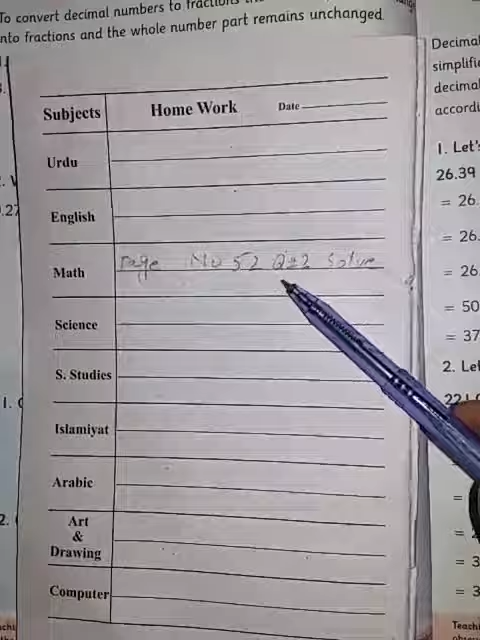 To convert decimal numbers to fractions
nto fractions and the whole number part remains unchanged.
Subjects Home Work Date
Urdu
English
Math Page No 52 Q=2 Solve
Science
S. Studies
Islamiyat
Arabic
Art
&
Drawing
Computer
Decimal
simplifi
decimal
accordi
1. Let's
26.39
= 26.
= 26.
= 26
= 50
= 37
2. Let
= 3
= 3
Teachi